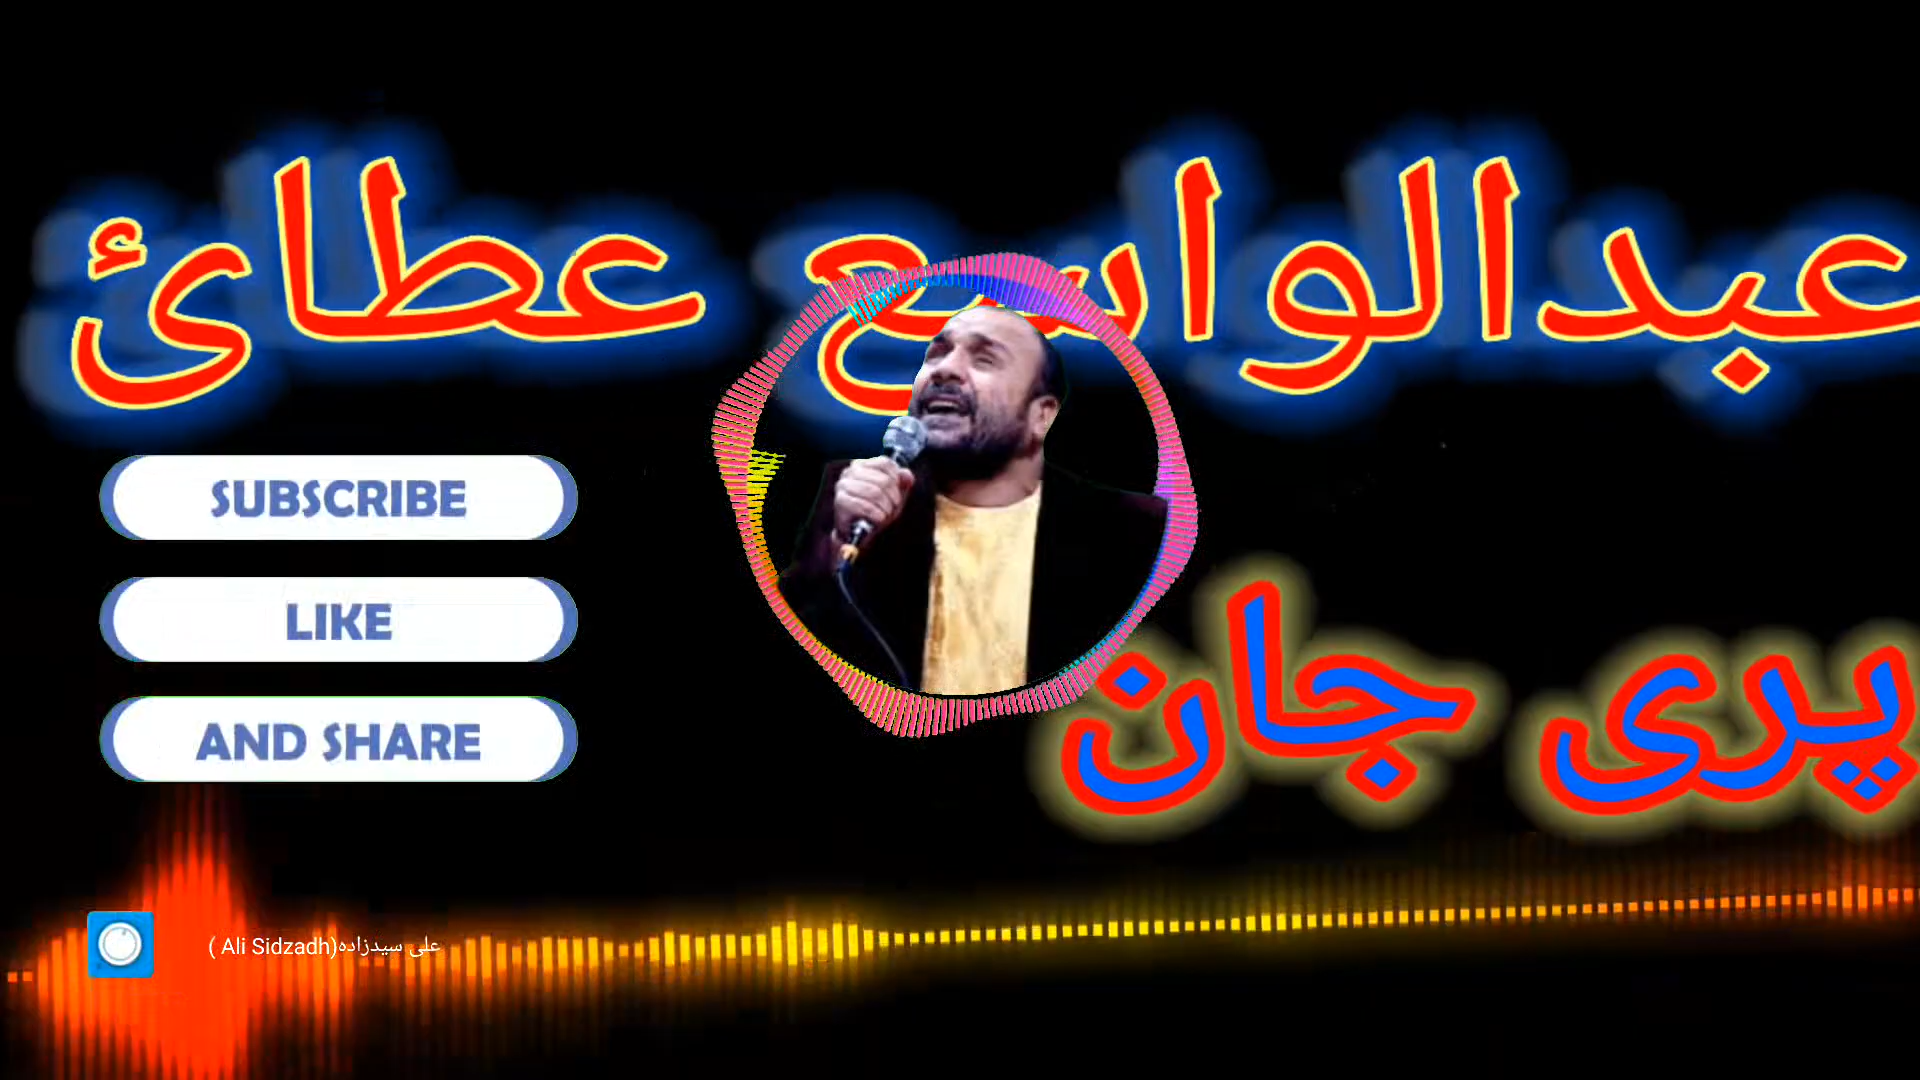 عبدالواسع عطائ
SUBSCRIBE
LIKE
AND SHARE
پری جان
علی سیدزاده(Ali Sidzadh )